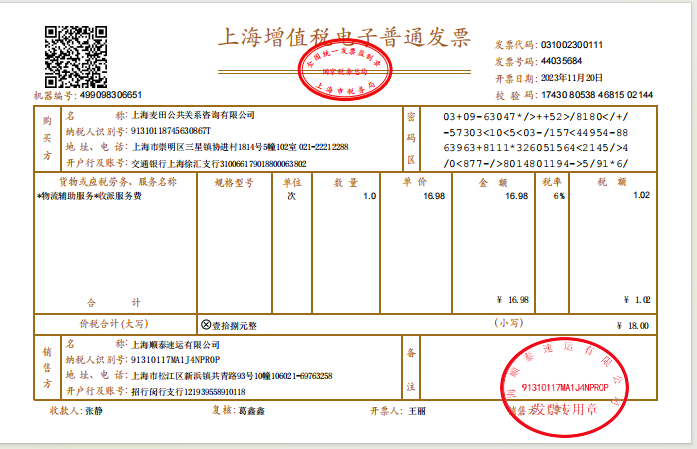 上海增值税电子普通发票
全国统一发票监制章
国家税务总局
上海市税务局
发票代码: 031002300111
发票号码: 44035684
开票日期: 2023年11月20日
机器编号: 499098306651
校 验 码: 17430 80538 46815 02144
购买方
名 称: 上海麦田公共关系咨询有限公司
纳税人识别号: 91310118745630867T
地 址、电 话: 上海市崇明区三星镇协进村1814号5幢102室 021-22212288
开户行及账号: 交通银行上海徐汇支行310066179018800063802
密码区
03+09-63047*/>++52>/8180</+/
-57303<10<5<03-/157<44954-88
63963+8111*326051564<2145/>4
/0<877-/>8014801194->5/91*6/
货物或应税劳务、服务名称 规格型号 单位 数 量 单 价 金 额 税率 税 额
*物流辅助服务*收派服务费 次 1.0 16.98 16.98 6% 1.02
合 计 ¥ 16.98 ¥ 1.02
价税合计(大写) ⊗壹拾捌元整 (小写) ¥ 18.00
销售方
名 称: 上海顺泰速运有限公司
纳税人识别号: 91310117MA1J4NPR0P
地 址、电 话: 上海市松江区新浜镇共青路93号10幢106021-69763258
开户行及账号: 招行闵行支行121939558910118
备注
91310117MA1J4NPR0P
发票专用章
收款人: 张静 复核: 葛鑫鑫 开票人: 王丽